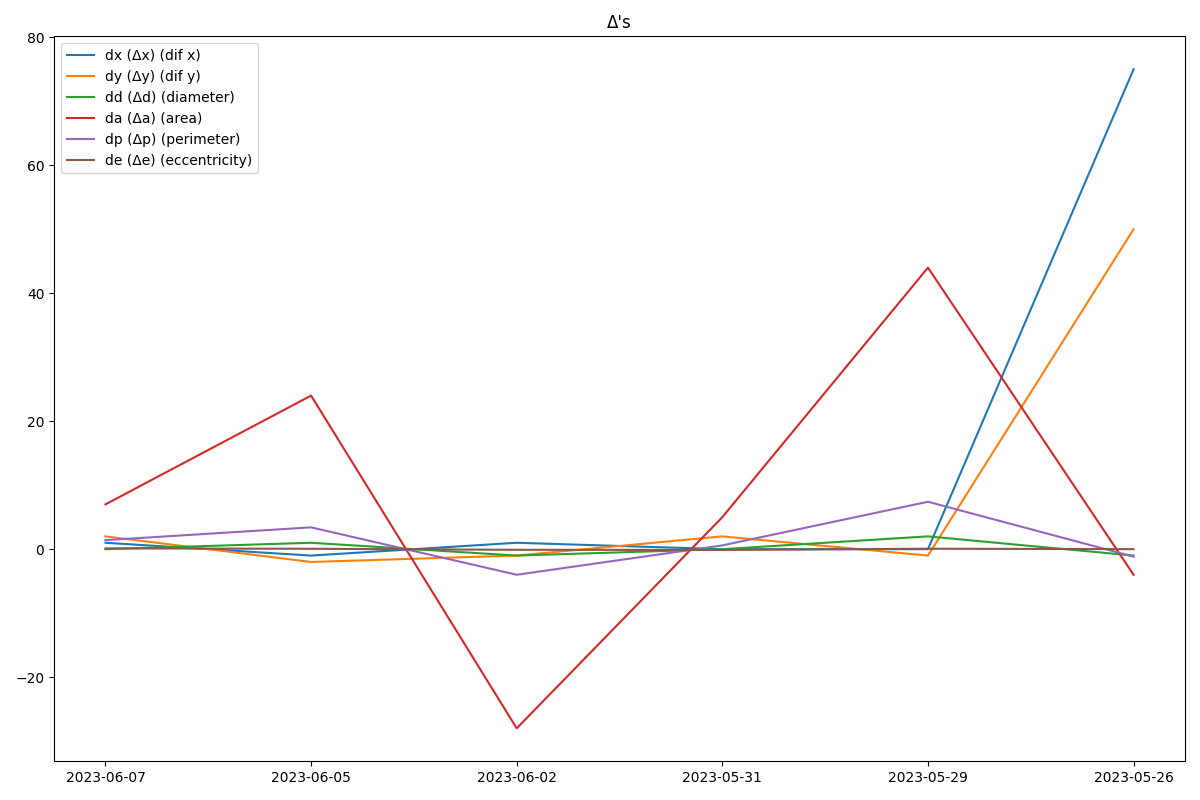 Δ's
80
60
40
20
0
−20
dx (Δx) (dif x)
dy (Δy) (dif y)
dd (Δd) (diameter)
da (Δa) (area)
dp (Δp) (perimeter)
de (Δe) (eccentricity)
2023-06-07 2023-06-05 2023-06-02 2023-05-31 2023-05-29 2023-05-26